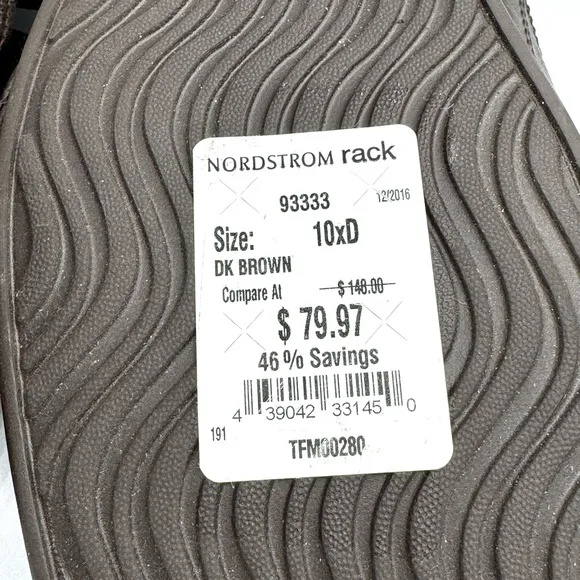 NORDSTROM rack
93333 12/2016
Size: 10xD
DK BROWN
Compare At $ 148.00
$ 79.97
46% Savings
4 39042 33145 0
191
TFM00280